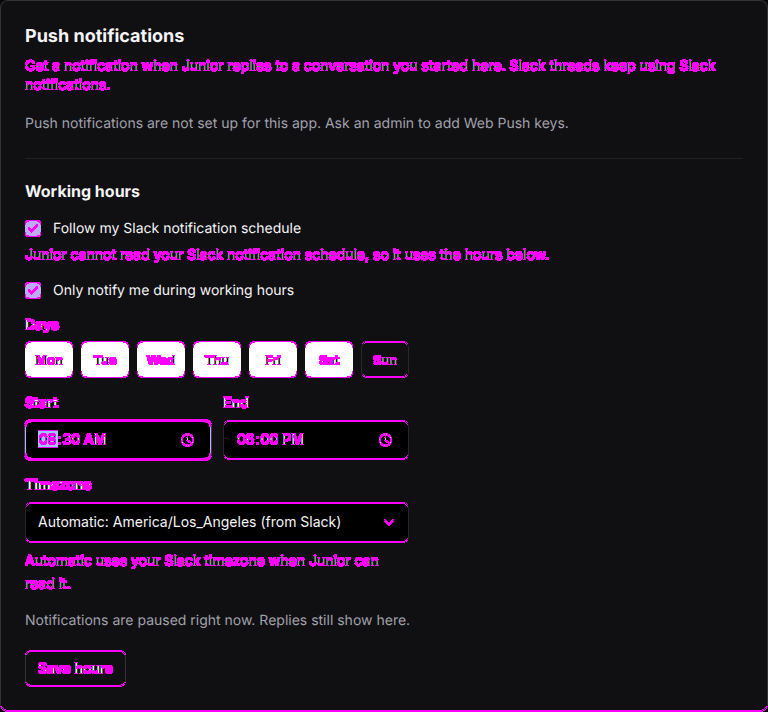 Push notifications
Get a notification when Junior replies to a conversation you started here. Slack threads keep using Slack
notifications.
Push notifications are not set up for this app. Ask an admin to add Web Push keys.
Working hours
Follow my Slack notification schedule
Junior cannot read your Slack notification schedule, so it uses the hours below.
Only notify me during working hours
Days
Mon Tue Wed Thu Fri Sat Sun
Start End
:30 AM PM
Timezone
Automatic: America/Los_Angeles (from Slack)
Automatic uses your Slack timezone when Junior can
read it.
Notifications are paused right now. Replies still show here.
Save hours